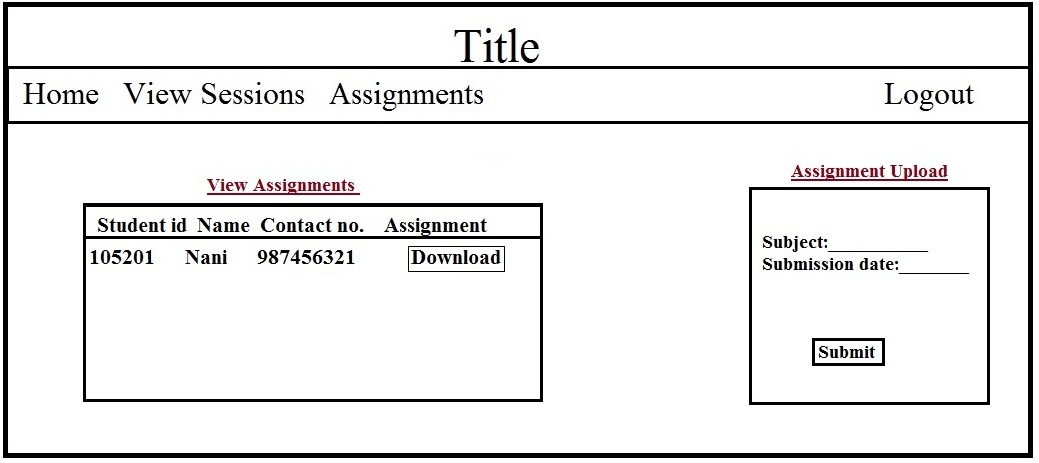 Title
Home View Sessions Assignments Logout
View Assignments
Student id Name Contact no. Assignment
105201 Nani 987456321 Download
Assignment Upload
Subject:___________
Submission date:________
Submit